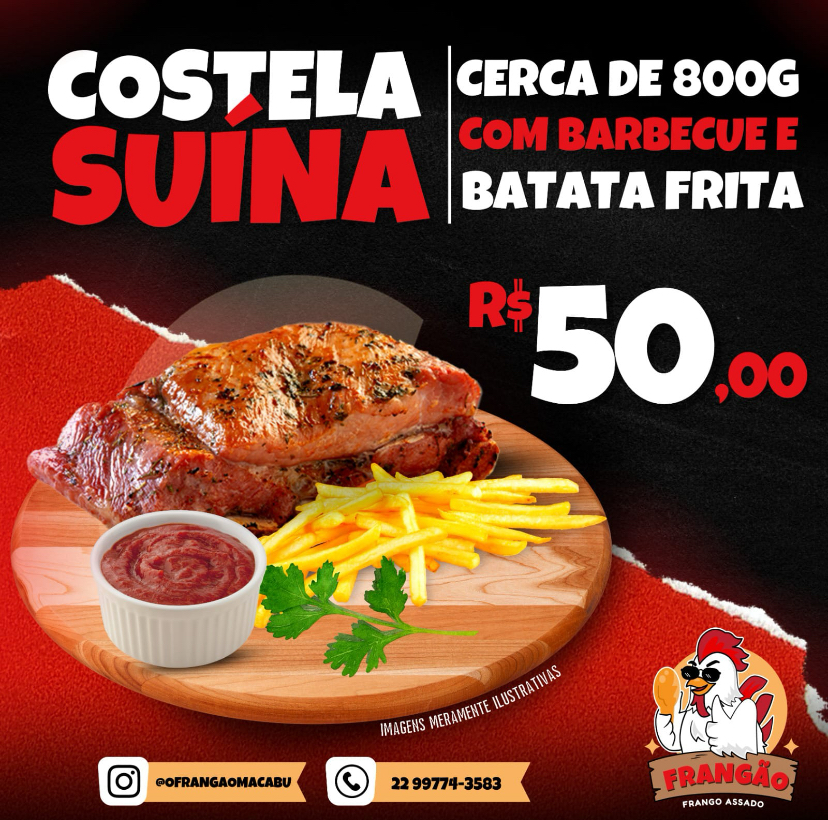 COSTELA
SUÍNA
CERCA DE 800G
COM BARBECUE E
BATATA FRITA
R$50,00
IMAGENS MERAMENTE ILUSTRATIVAS
@OFRANGAOMACABU
22 99774-3583
FRANGÃO
FRANGO ASSADO